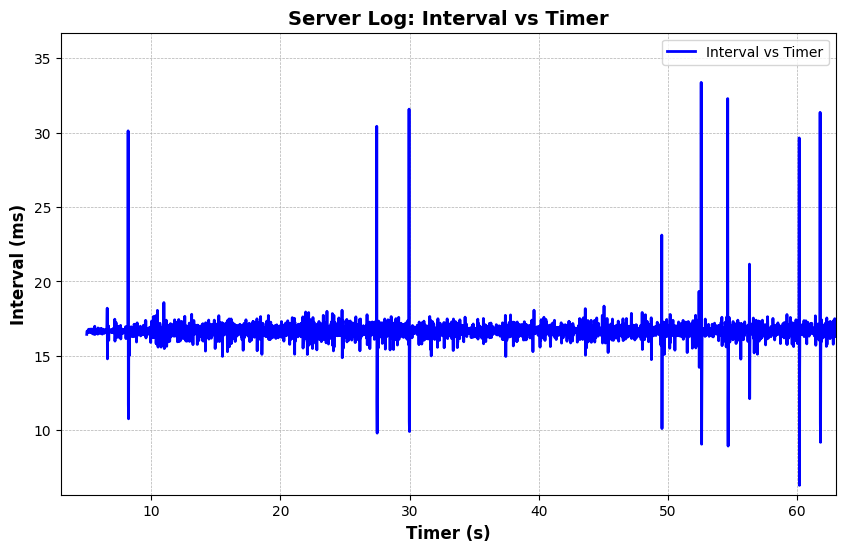 Server Log: Interval vs Timer
Interval vs Timer
Interval (ms)
35
30
25
20
15
10
10 20 30 40 50 60
Timer (s)